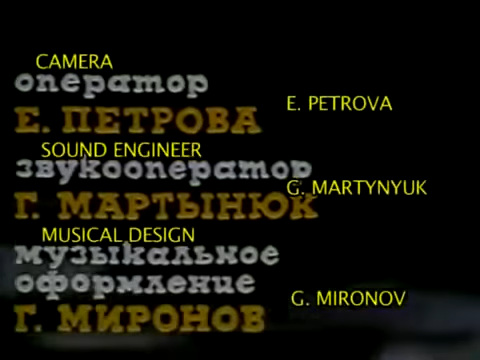 CAMERA
оператор
E. PETROVA
Е. ПЕТРОВА
SOUND ENGINEER
звукооператор
G. MARTYNYUK
Г. МАРТЫНЮК
MUSICAL DESIGN
музыкальное
оформление
G. MIRONOV
Г. МИРОНОВ